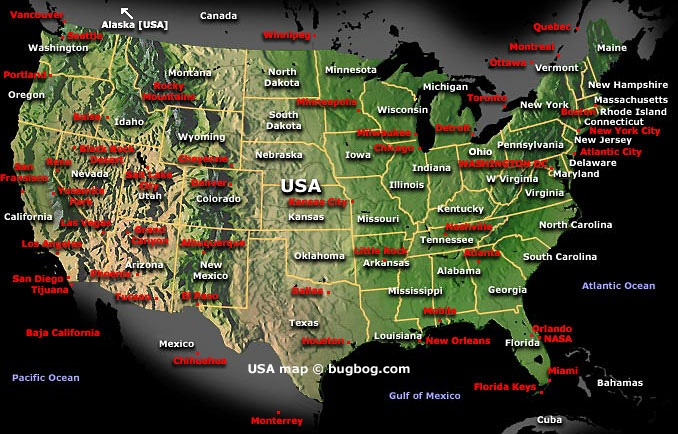 Vancouver
Alaska [USA]
Canada
Winnipeg
Quebec
Seattle
Washington
Montreal
Ottawa
Maine
Vermont
Portland
Oregon
Montana
Rocky
Mountains
North
Dakota
Minnesota
Michigan
New Hampshire
Massachusetts
Rhode Island
Connecticut
New York City
New Jersey
Toronto
New York
Boston
Boise
Idaho
Minneapolis
South
Dakota
Wisconsin
Milwaukee
Detroit
Chicago
Wyoming
Cheyenne
Nebraska
Iowa
Illinois
Indiana
Ohio
Pennsylvania
WASHINGTON DC
Atlantic City
Delaware
Maryland
W Virginia
Virginia
Black Rock
Desert
Reno
Nevada
San
Francisco
Yosemite
Park
Salt Lake
City
Utah
Denver
Colorado
USA
Kansas City
Kansas
Missouri
Kentucky
California
Las Vegas
Grand
Canyon
Albuquerque
Nashville
Tennessee
North Carolina
Los Angeles
Arizona
Phoenix
New
Mexico
Oklahoma
Little Rock
Arkansas
Atlanta
South Carolina
San Diego
Tijuana
Tucson
El Paso
Dallas
Mississippi
Alabama
Georgia
Atlantic Ocean
Texas
Mobile
Baja California
Mexico
Chihuahua
Houston
Louisiana
New Orleans
Orlando
NASA
Florida
USA map © bugbog.com
Pacific Ocean
Miami
Florida Keys
Bahamas
Gulf of Mexico
Monterrey
Cuba